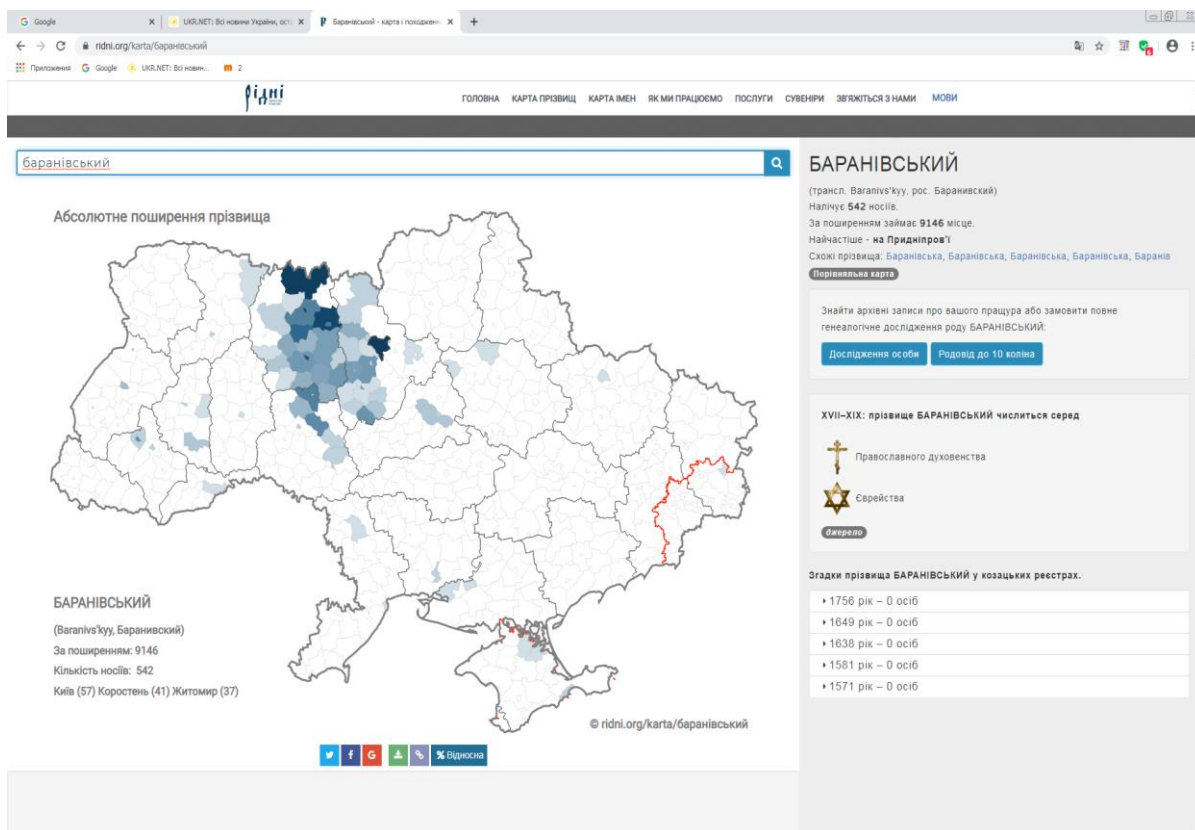 Google
UKR.NET: Всі новини України, ост
Баранівський - карта і походження
ridni.org/karta/баранівський
Приложения
Google
UKR.NET: Всі новин...
2
рідні
ГОЛОВНА КАРТА ПРІЗВИЩ КАРТА ІМЕН ЯК МИ ПРАЦЮЄМО ПОСЛУГИ СУВЕНІРИ ЗВ'ЯЖІТЬСЯ З НАМИ МОВИ
баранівський
Абсолютне поширення прізвища
БАРАНІВСЬКИЙ
(Baranivs'kyy, Баранивский)
За поширенням: 9146
Кількість носіїв: 542
Київ (57) Коростень (41) Житомир (37)
© ridni.org/karta/баранівський
% Відносна
БАРАНІВСЬКИЙ
(трансл. Baranivs'kyy, рос. Баранивский)
Налічує 542 носіїв.
За поширенням займає 9146 місце.
Найчастіше - на Придніпров'ї
Схожі прізвища: Баранівська, Баранівська, Баранівська, Баранівська, Баранів
Порівняльна карта
Знайти архівні записи про вашого пращура або замовити повне
генеалогічне дослідження роду БАРАНІВСЬКИЙ:
Дослідження особи Родовід до 10 коліна
XVII–XIX: прізвище БАРАНІВСЬКИЙ числиться серед
Православного духовенства
Єврейства
джерело
Згадки прізвища БАРАНІВСЬКИЙ у козацьких реєстрах.
1756 рік – 0 осіб
1649 рік – 0 осіб
1638 рік – 0 осіб
1581 рік – 0 осіб
1571 рік – 0 осіб